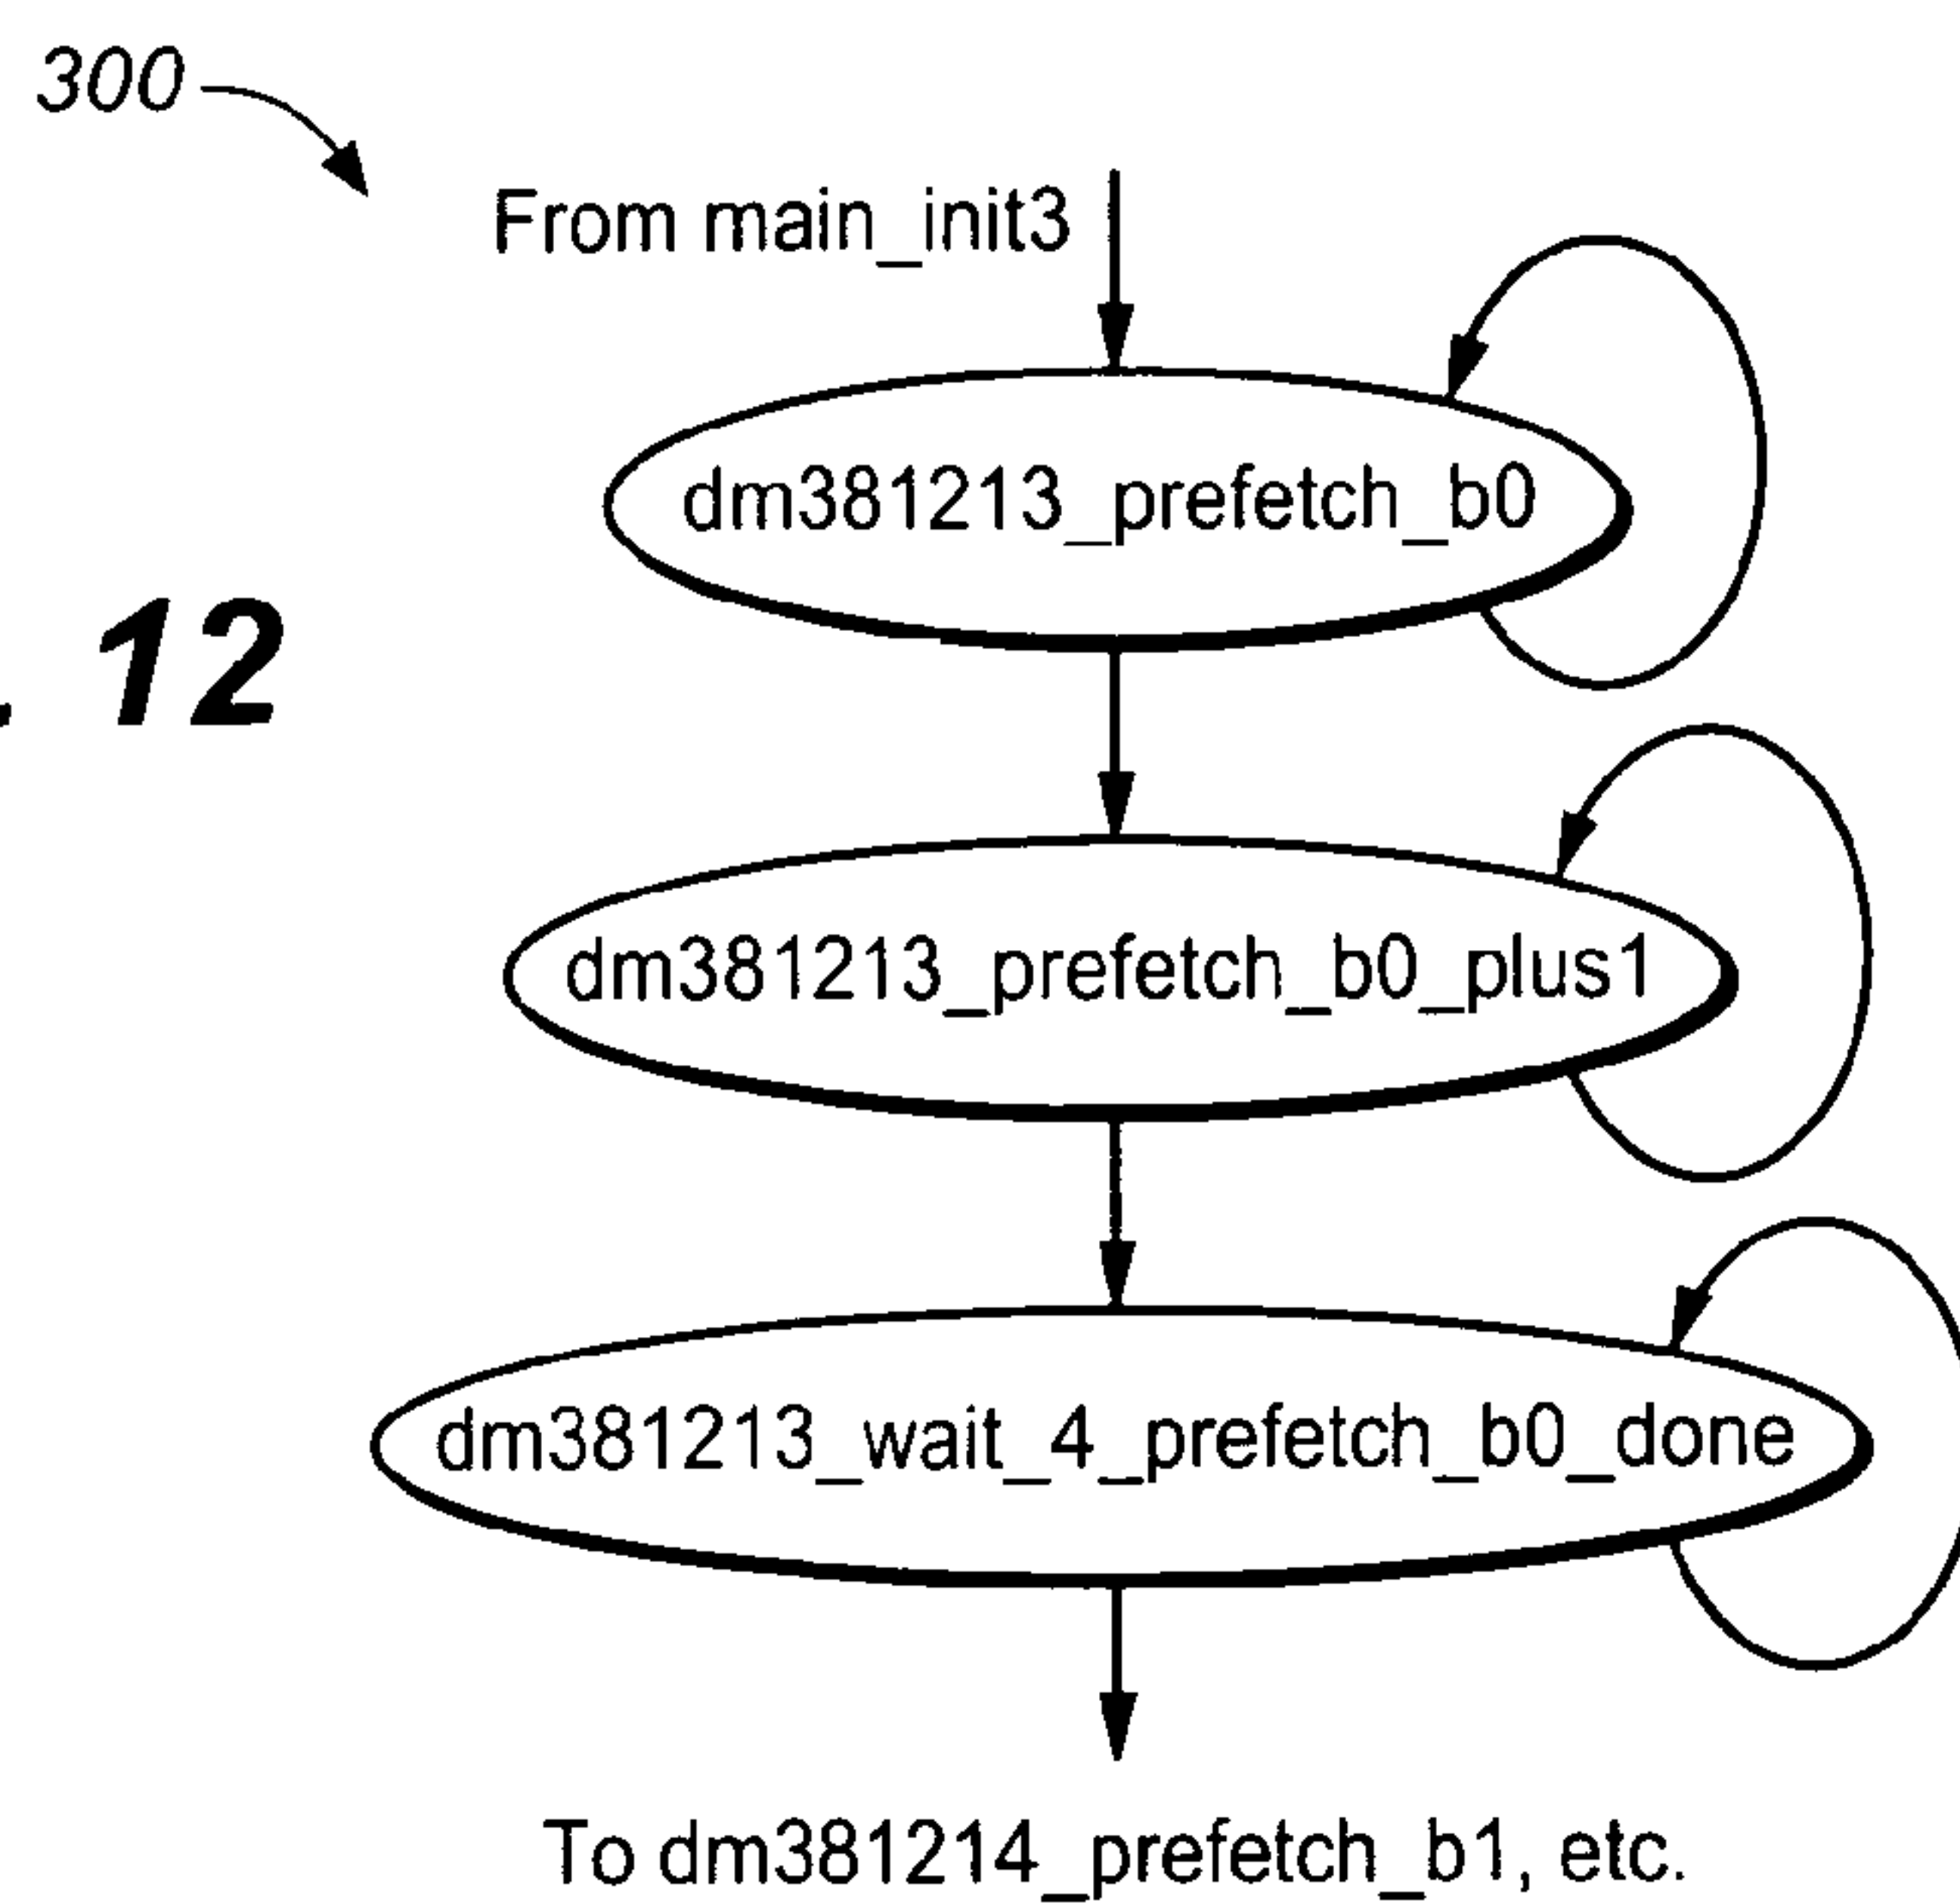 300
From main_init3
dm381213_prefetch_b0
. 12
dm381213_prefetch_b0_plus1
dm381213_wait_4_prefetch_b0_done
To dm381214_prefetch_b1, etc.